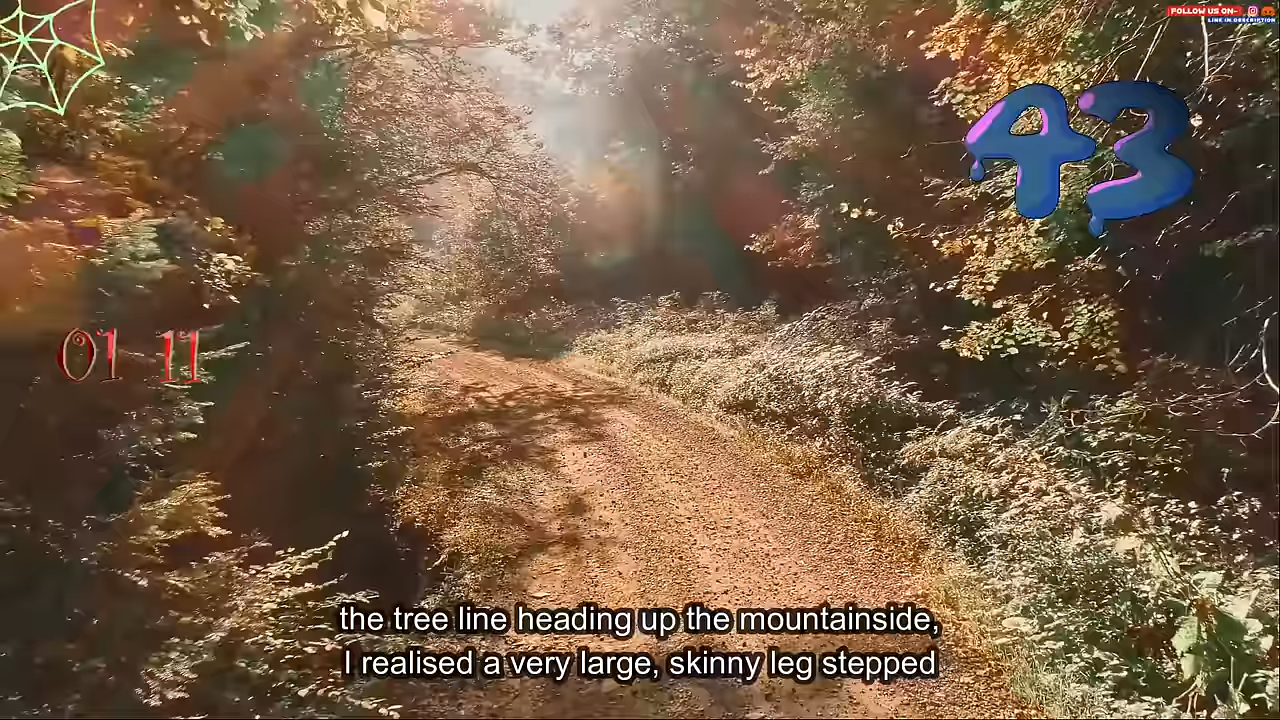 FOLLOW US ON-
LINK IN DESCRIPTION
43
01 11
the tree line heading up the mountainside,
I realised a very large, skinny leg stepped